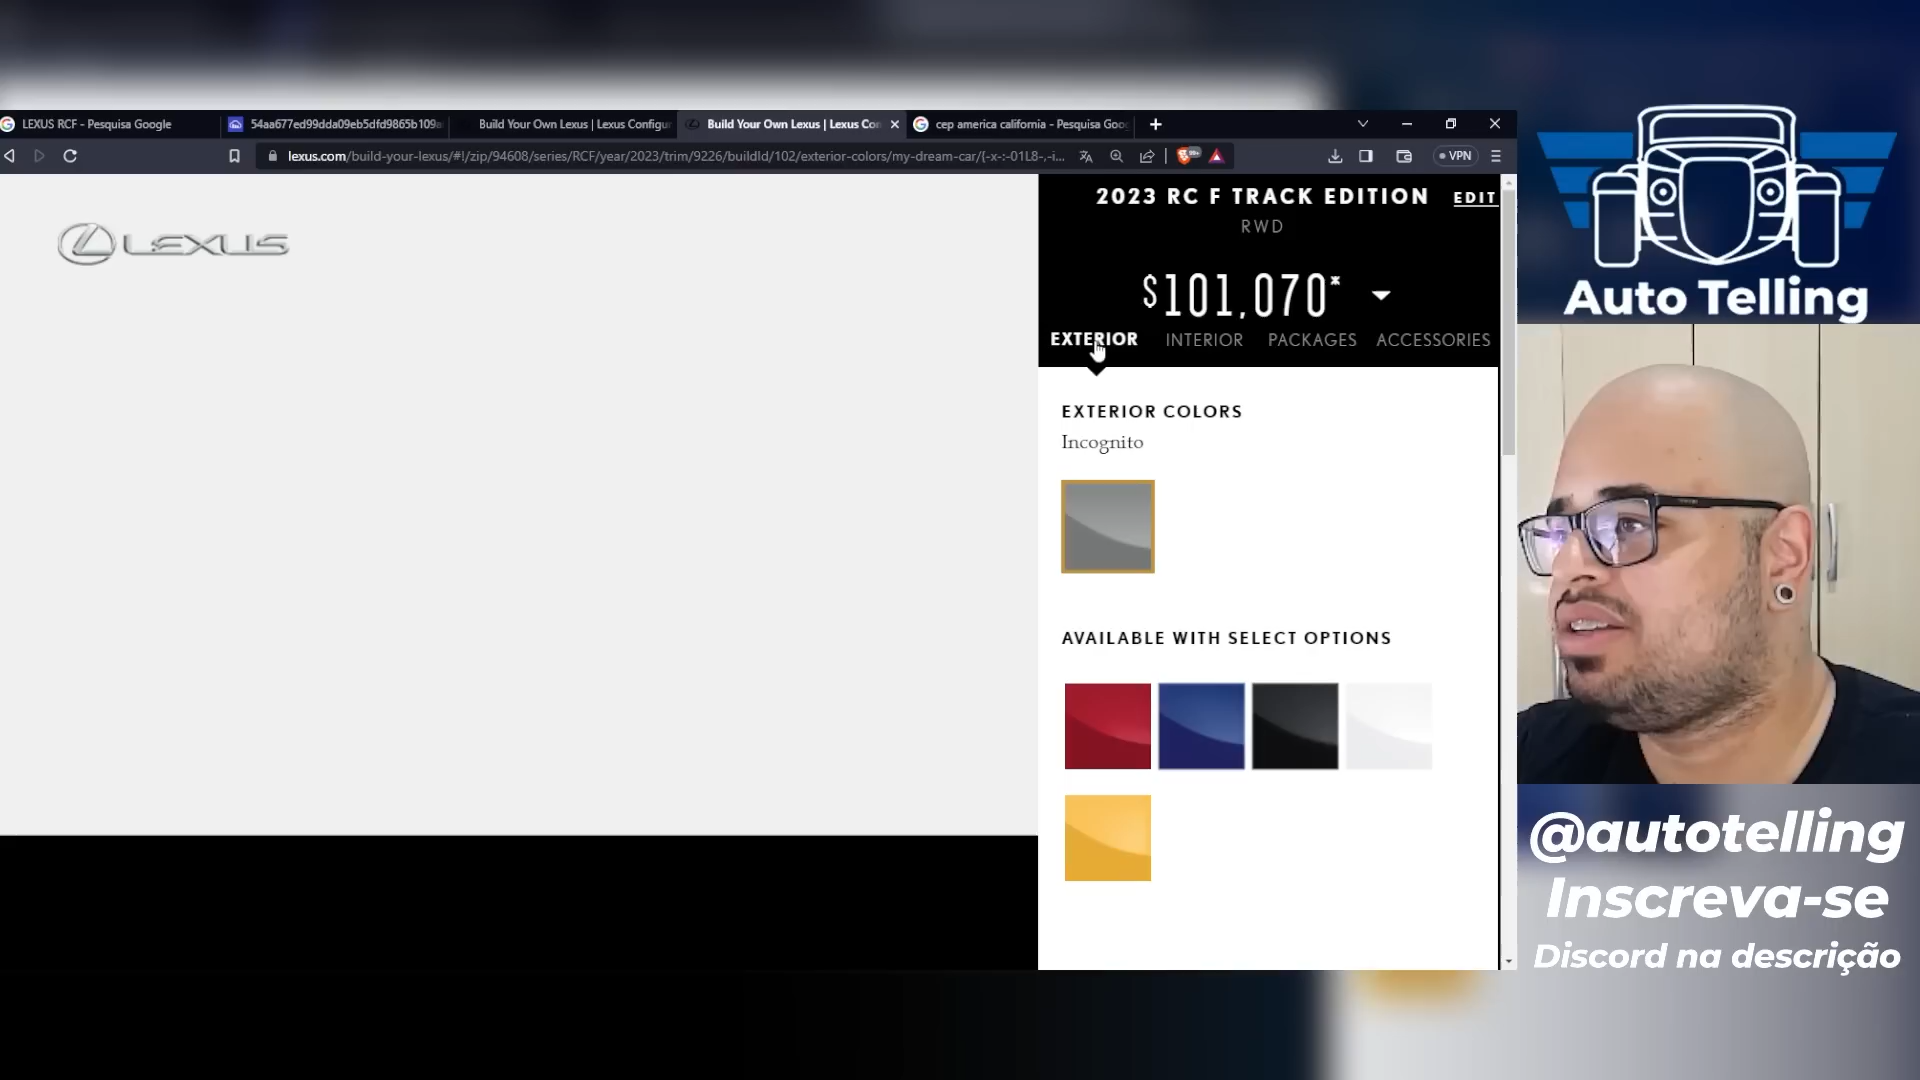 LEXUS RCF - Pesquisa Google
54aa677ed99dda09eb5dfd9865b109a
Build Your Own Lexus | Lexus Configu
Build Your Own Lexus | Lexus Co
cep america california - Pesquisa Goo
lexus.com/build-your-lexus/#!/zip/94608/series/RCF/year/2023/trim/9226/buildId/102/exterior-colors/my-dream-car/{-x-:-01L8-,-i...
99+
VPN
LEXUS
2023 RC F TRACK EDITION
EDIT
RWD
$101,070*
EXTERIOR
INTERIOR
PACKAGES
ACCESSORIES
EXTERIOR COLORS
Incognito
AVAILABLE WITH SELECT OPTIONS
Auto Telling
@autotelling
Inscreva-se
Discord na descrição